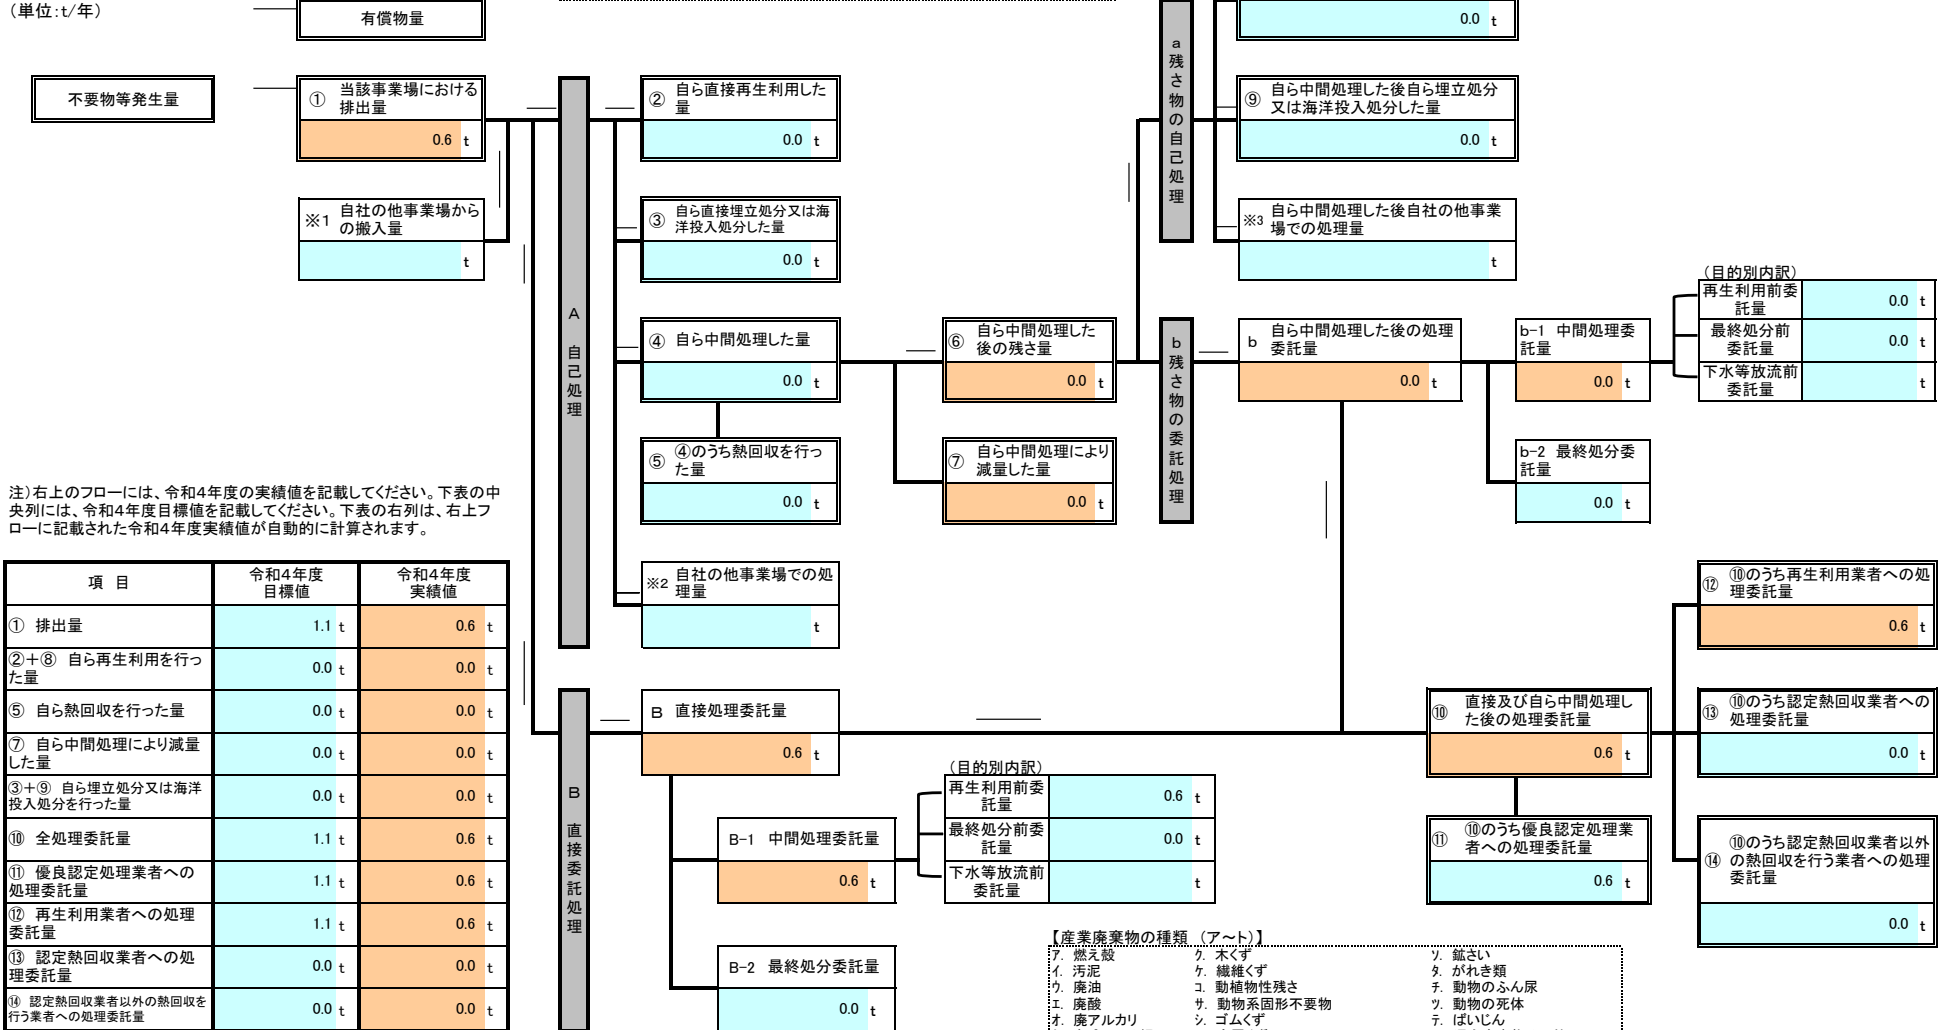 （単位:t/年）
有償物量
0.0 t
不要物等発生量
① 当該事業場における
排出量
0.6 t
※1 自社の他事業場から
の搬入量
t
A
自己処理
② 自ら直接再生利用した
量
0.0 t
③ 自ら直接埋立処分又は海
洋投入処分した量
0.0 t
④ 自ら中間処理した量
0.0 t
⑤ ④のうち熱回収を行っ
た量
0.0 t
※2 自社の他事業場での処
理量
t
⑥ 自ら中間処理した
後の残さ量
0.0 t
⑦ 自ら中間処理により
減量した量
0.0 t
a
残さ物の自己処理
⑨ 自ら中間処理した後自ら埋立処分
又は海洋投入処分した量
0.0 t
※3 自ら中間処理した後自社の他事業
場での処理量
t
b
残さ物の委託処理
b 自ら中間処理した後の処理
委託量
0.0 t
b-1 中間処理委
託量
0.0 t
b-2 最終処分委
託量
0.0 t
（目的別内訳）
再生利用前委
託量
0.0 t
最終処分前
委託量
0.0 t
下水等放流前
委託量
t
注）右上のフローには、令和4年度の実績値を記載してください。下表の中
央列には、令和4年度目標値を記載してください。下表の右列は、右上フ
ローに記載された令和4年度実績値が自動的に計算されます。
項 目
令和4年度
目標値
令和4年度
実績値
① 排出量
1.1 t
0.6 t
②＋⑧ 自ら再生利用を行っ
た量
0.0 t
0.0 t
⑤ 自ら熱回収を行った量
0.0 t
0.0 t
⑦ 自ら中間処理により減量
した量
0.0 t
0.0 t
③＋⑨ 自ら埋立処分又は海洋
投入処分を行った量
0.0 t
0.0 t
⑩ 全処理委託量
1.1 t
0.6 t
⑪ 優良認定処理業者への
処理委託量
1.1 t
0.6 t
⑫ 再生利用業者への処理
委託量
1.1 t
0.6 t
⑬ 認定熱回収業者への処
理委託量
0.0 t
0.0 t
⑭ 認定熱回収業者以外の熱回収を
行う業者への処理委託量
0.0 t
0.0 t
B
直接委託処理
B 直接処理委託量
0.6 t
B-1 中間処理委託量
0.6 t
B-2 最終処分委託量
0.0 t
（目的別内訳）
再生利用前委
託量
0.6 t
最終処分前委
託量
0.0 t
下水等放流前
委託量
t
⑩ 直接及び自ら中間処理し
た後の処理委託量
0.6 t
⑪ ⑩のうち優良認定処理業
者への処理委託量
0.6 t
⑫ ⑩のうち再生利用業者への処
理委託量
0.6 t
⑬ ⑩のうち認定熱回収業者への
処理委託量
0.0 t
⑭ ⑩のうち認定熱回収業者以外
の熱回収を行う業者への処理
委託量
0.0 t
【産業廃棄物の種類 （ア～ト）】
ア. 燃え殻
イ. 汚泥
ウ. 廃油
エ. 廃酸
オ. 廃アルカリ
ク. 木くず
ケ. 繊維くず
コ. 動植物性残さ
サ. 動物系固形不要物
シ. ゴムくず
ソ. 鉱さい
タ. がれき類
チ. 動物のふん尿
ツ. 動物の死体
テ. ばいじん